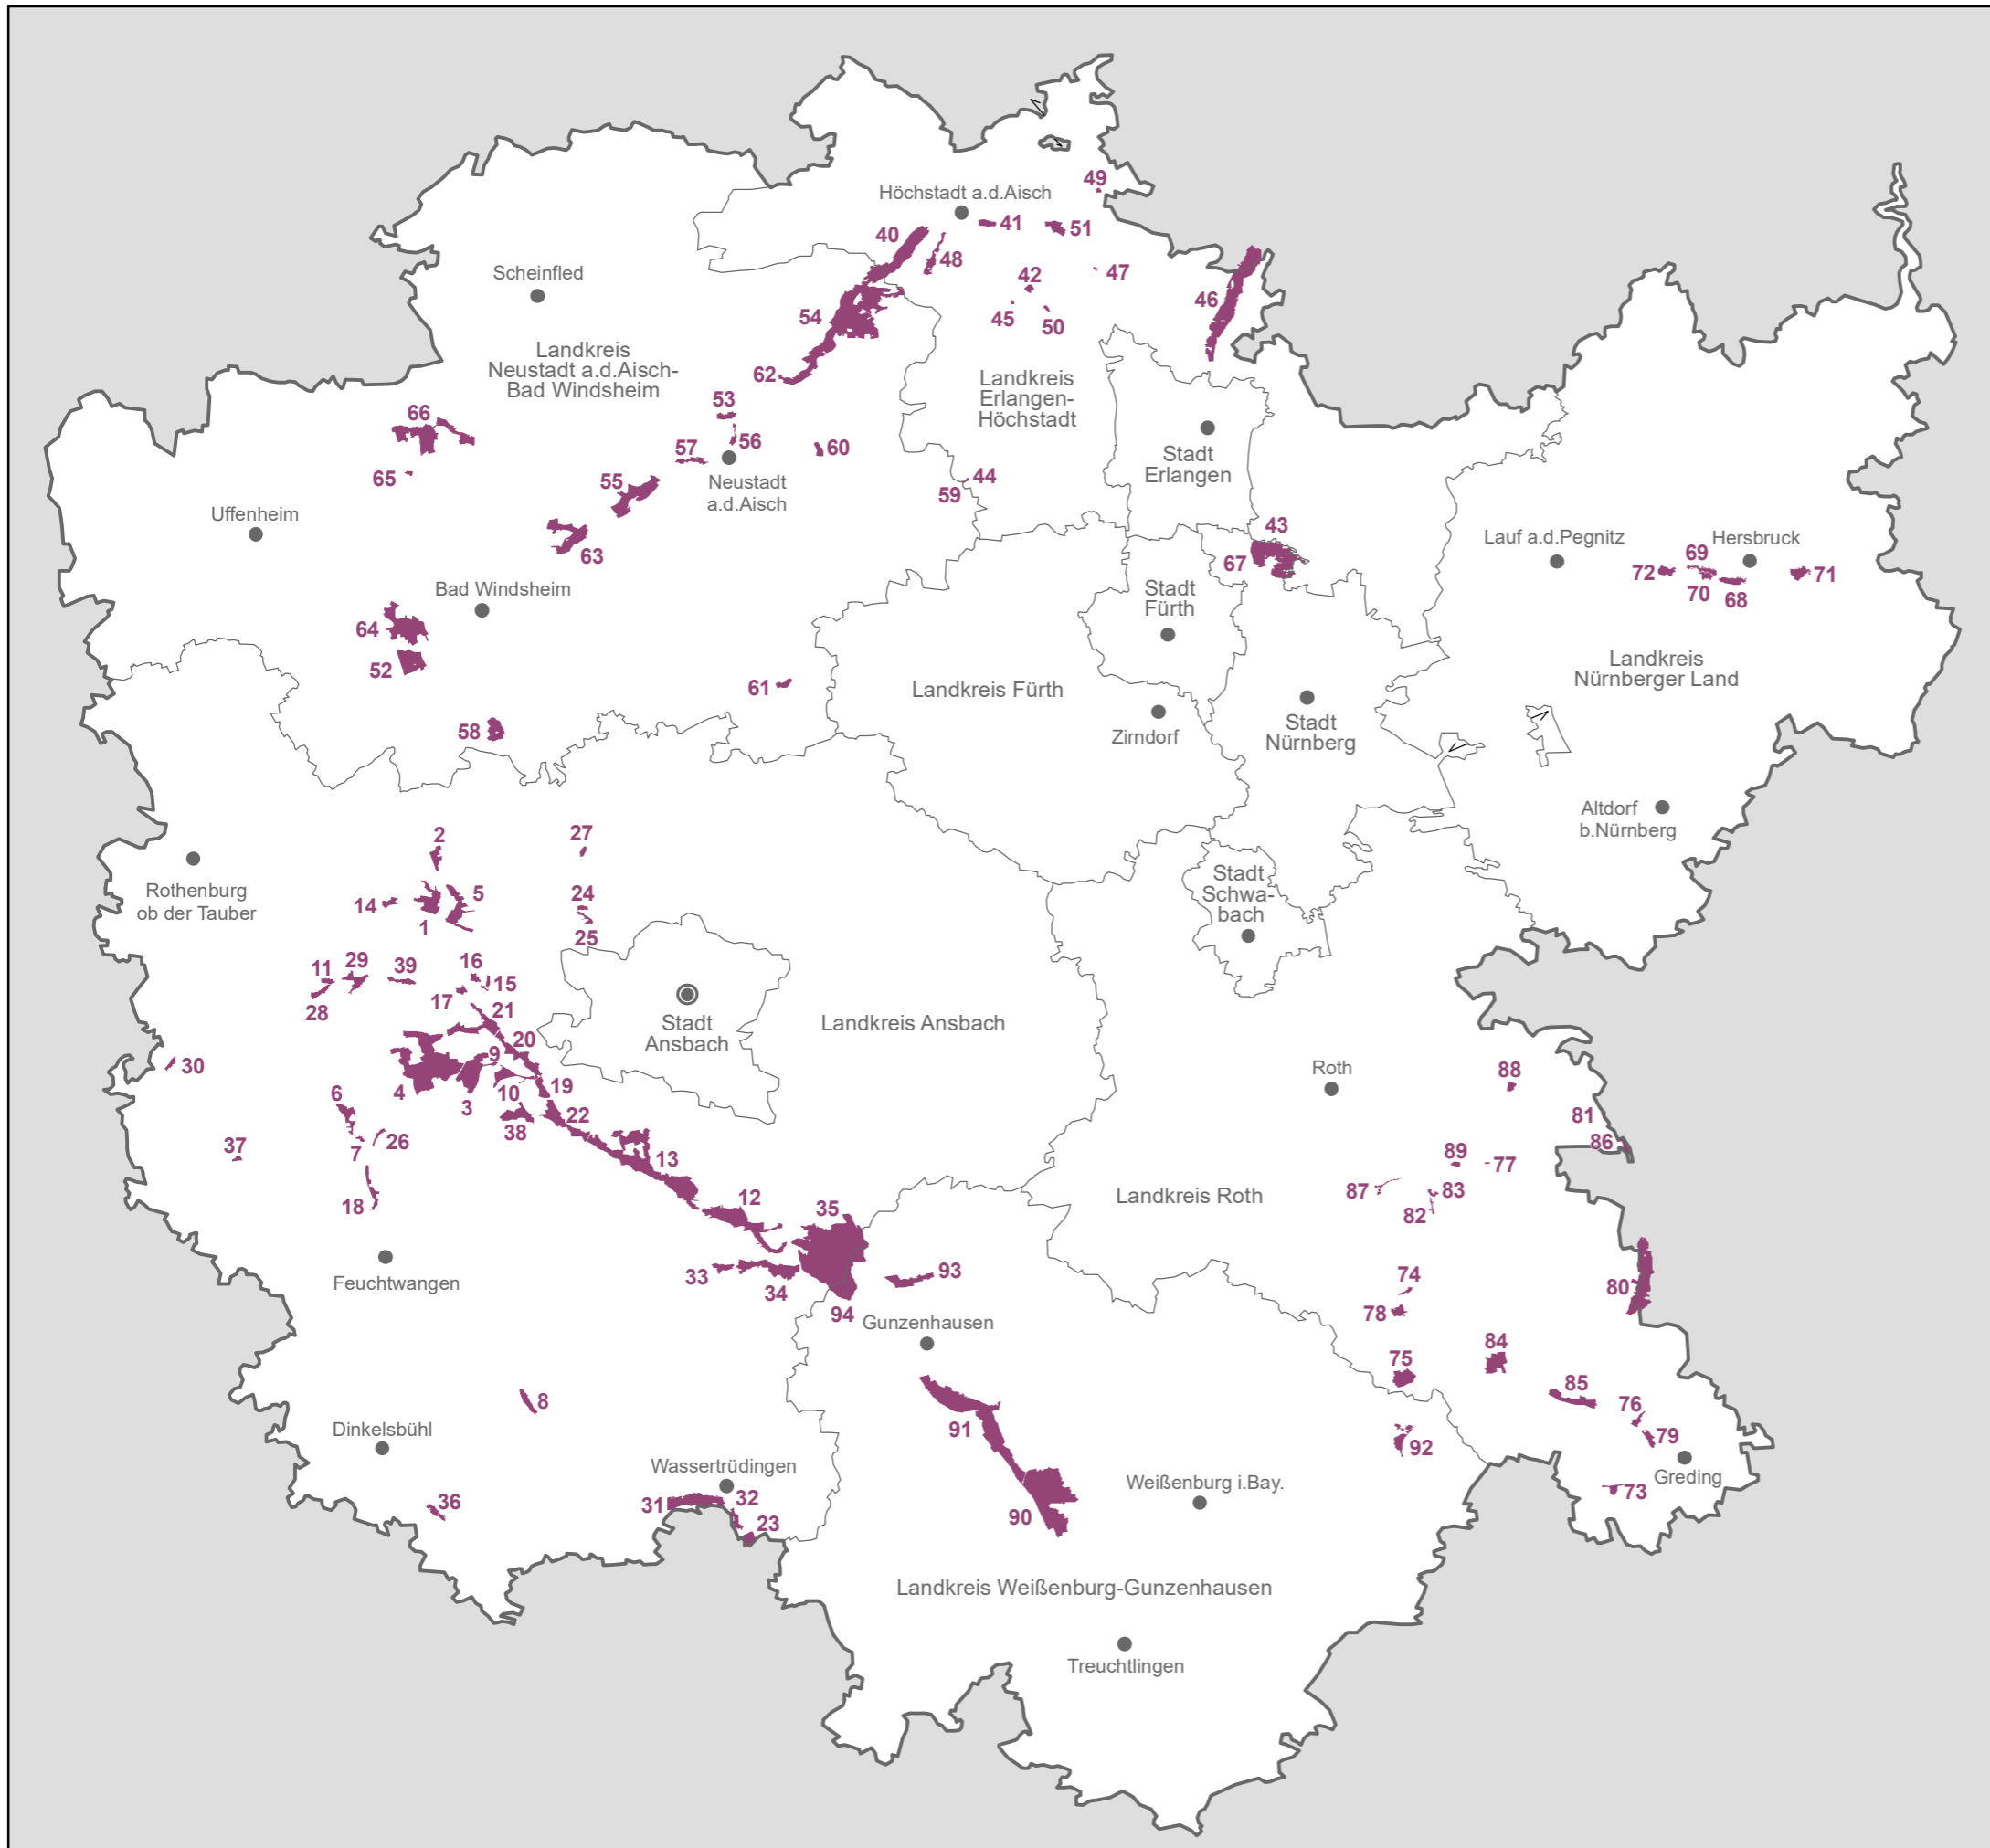 49
Höchstadt a.d.Aisch
41
51
40
48
42
47
Scheinfled
46
45
50
54
Landkreis
Neustadt a.d.Aisch-
Bad Windsheim
62
Landkreis
Erlangen-
Höchstadt
53
66
56
60
57
Stadt
Erlangen
65
55
Neustadt
a.d.Aisch
44
59
Uffenheim
43
63
67
Lauf a.d.Pegnitz
Hersbruck
69
72
71
70
68
Bad Windsheim
Stadt
Fürth
64
52
61
Landkreis Fürth
Landkreis
Nürnberger Land
58
Zirndorf
Stadt
Nürnberg
Altdorf
b.Nürnberg
2
27
Rothenburg
ob der Tauber
5
14
1
24
25
Stadt
Schwa-
bach
11
29
39
16
15
17
28
21
Stadt
Ansbach
Landkreis Ansbach
20
9
30
4
3
10
19
Roth
88
6
22
38
81
7
26
86
37
13
89
77
18
12
35
87
83
82
Landkreis Roth
Feuchtwangen
33
34
93
94
74
78
80
Gunzenhausen
84
75
85
8
76
91
79
92
Dinkelsbühl
Wassertrüdingen
Weißenburg i.Bay.
Greding
73
36
31
32
23
90
Landkreis Weißenburg-Gunzenhausen
Treuchtlingen